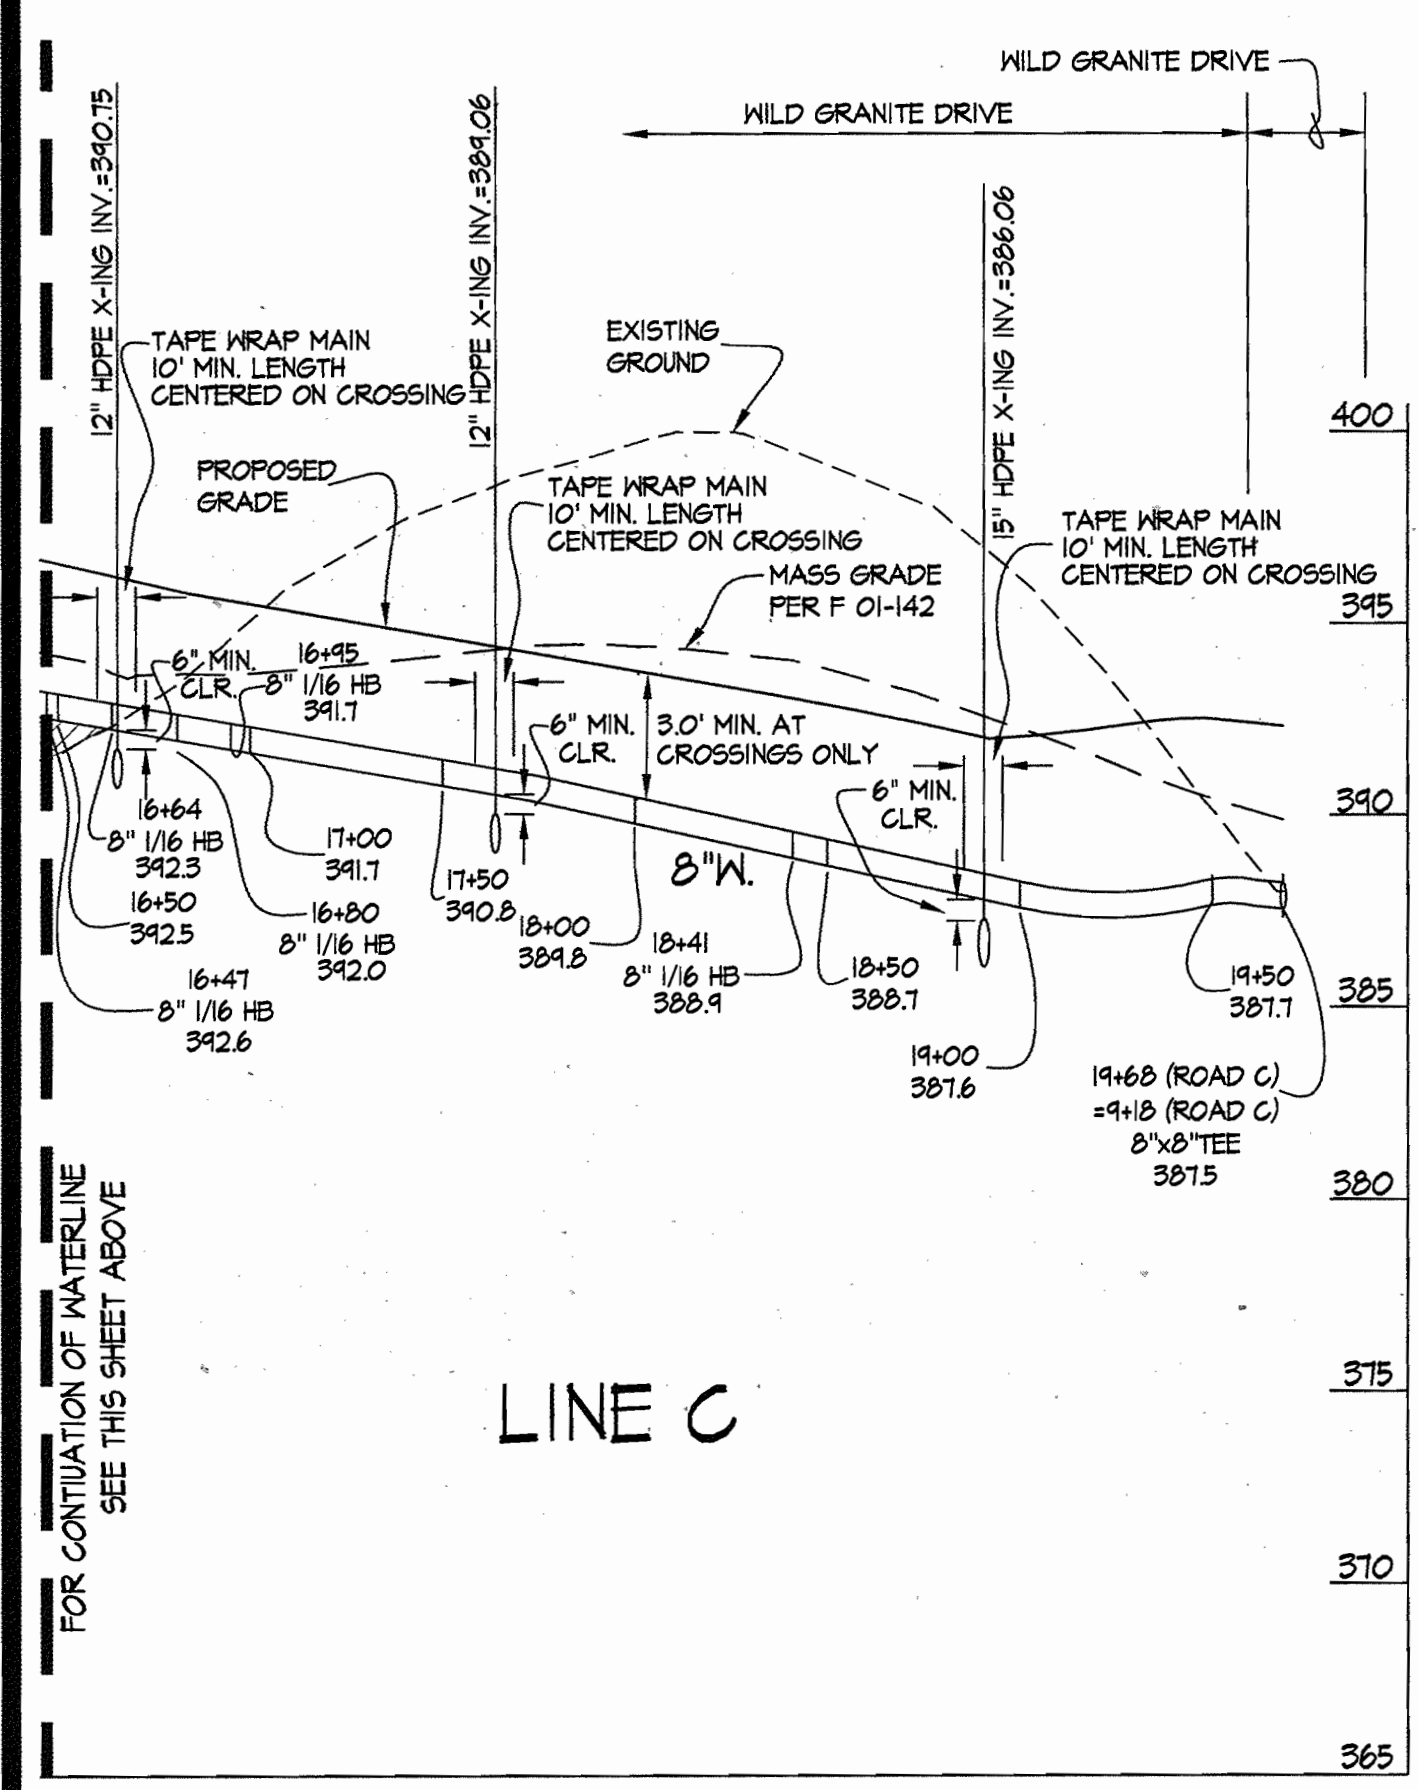 WILD GRANITE DRIVE
WILD GRANITE DRIVE
12" HDPE X-ING INV.=390.75
12" HDPE X-ING INV.=389.06
15" HDPE X-ING INV.=386.06
TAPE WRAP MAIN
10' MIN. LENGTH
CENTERED ON CROSSING
EXISTING
GROUND
PROPOSED
GRADE
TAPE WRAP MAIN
10' MIN. LENGTH
CENTERED ON CROSSING
TAPE WRAP MAIN
10' MIN. LENGTH
CENTERED ON CROSSING
MASS GRADE
PER F 01-142
6" MIN.
CLR.
16+95
8" 1/16 HB
391.7
6" MIN.
CLR.
3.0' MIN. AT
CROSSINGS ONLY
6" MIN.
CLR.
16+64
8" 1/16 HB
392.3
17+00
391.7
8"W.
16+50
392.5
16+80
8" 1/16 HB
392.0
17+50
390.8
18+00
389.8
18+41
8" 1/16 HB
388.9
18+50
388.7
19+50
387.7
16+47
8" 1/16 HB
392.6
19+00
387.6
19+68 (ROAD C)
=9+18 (ROAD C)
8"x8"TEE
387.5
400
395
390
385
380
375
370
365
FOR CONTIUATION OF WATERLINE
SEE THIS SHEET ABOVE
LINE C